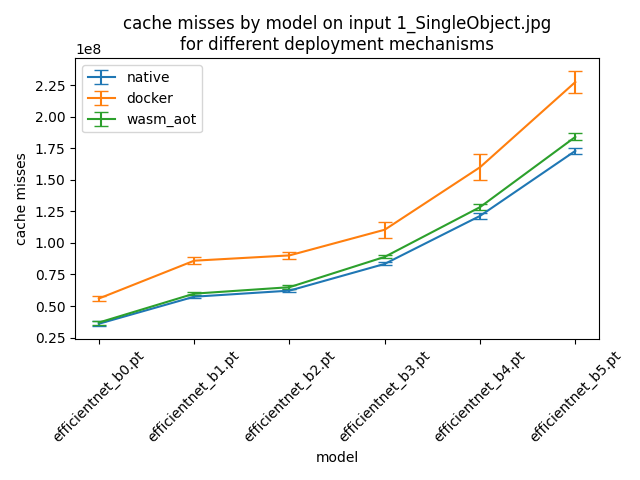 cache misses by model on input 1_SingleObject.jpg
for different deployment mechanisms
1e8
native
docker
wasm_aot
2.25
2.00
1.75
1.50
1.25
1.00
0.75
0.50
0.25
cache misses
efficientnet_b0.pt
efficientnet_b1.pt
efficientnet_b2.pt
efficientnet_b3.pt
efficientnet_b4.pt
efficientnet_b5.pt
model